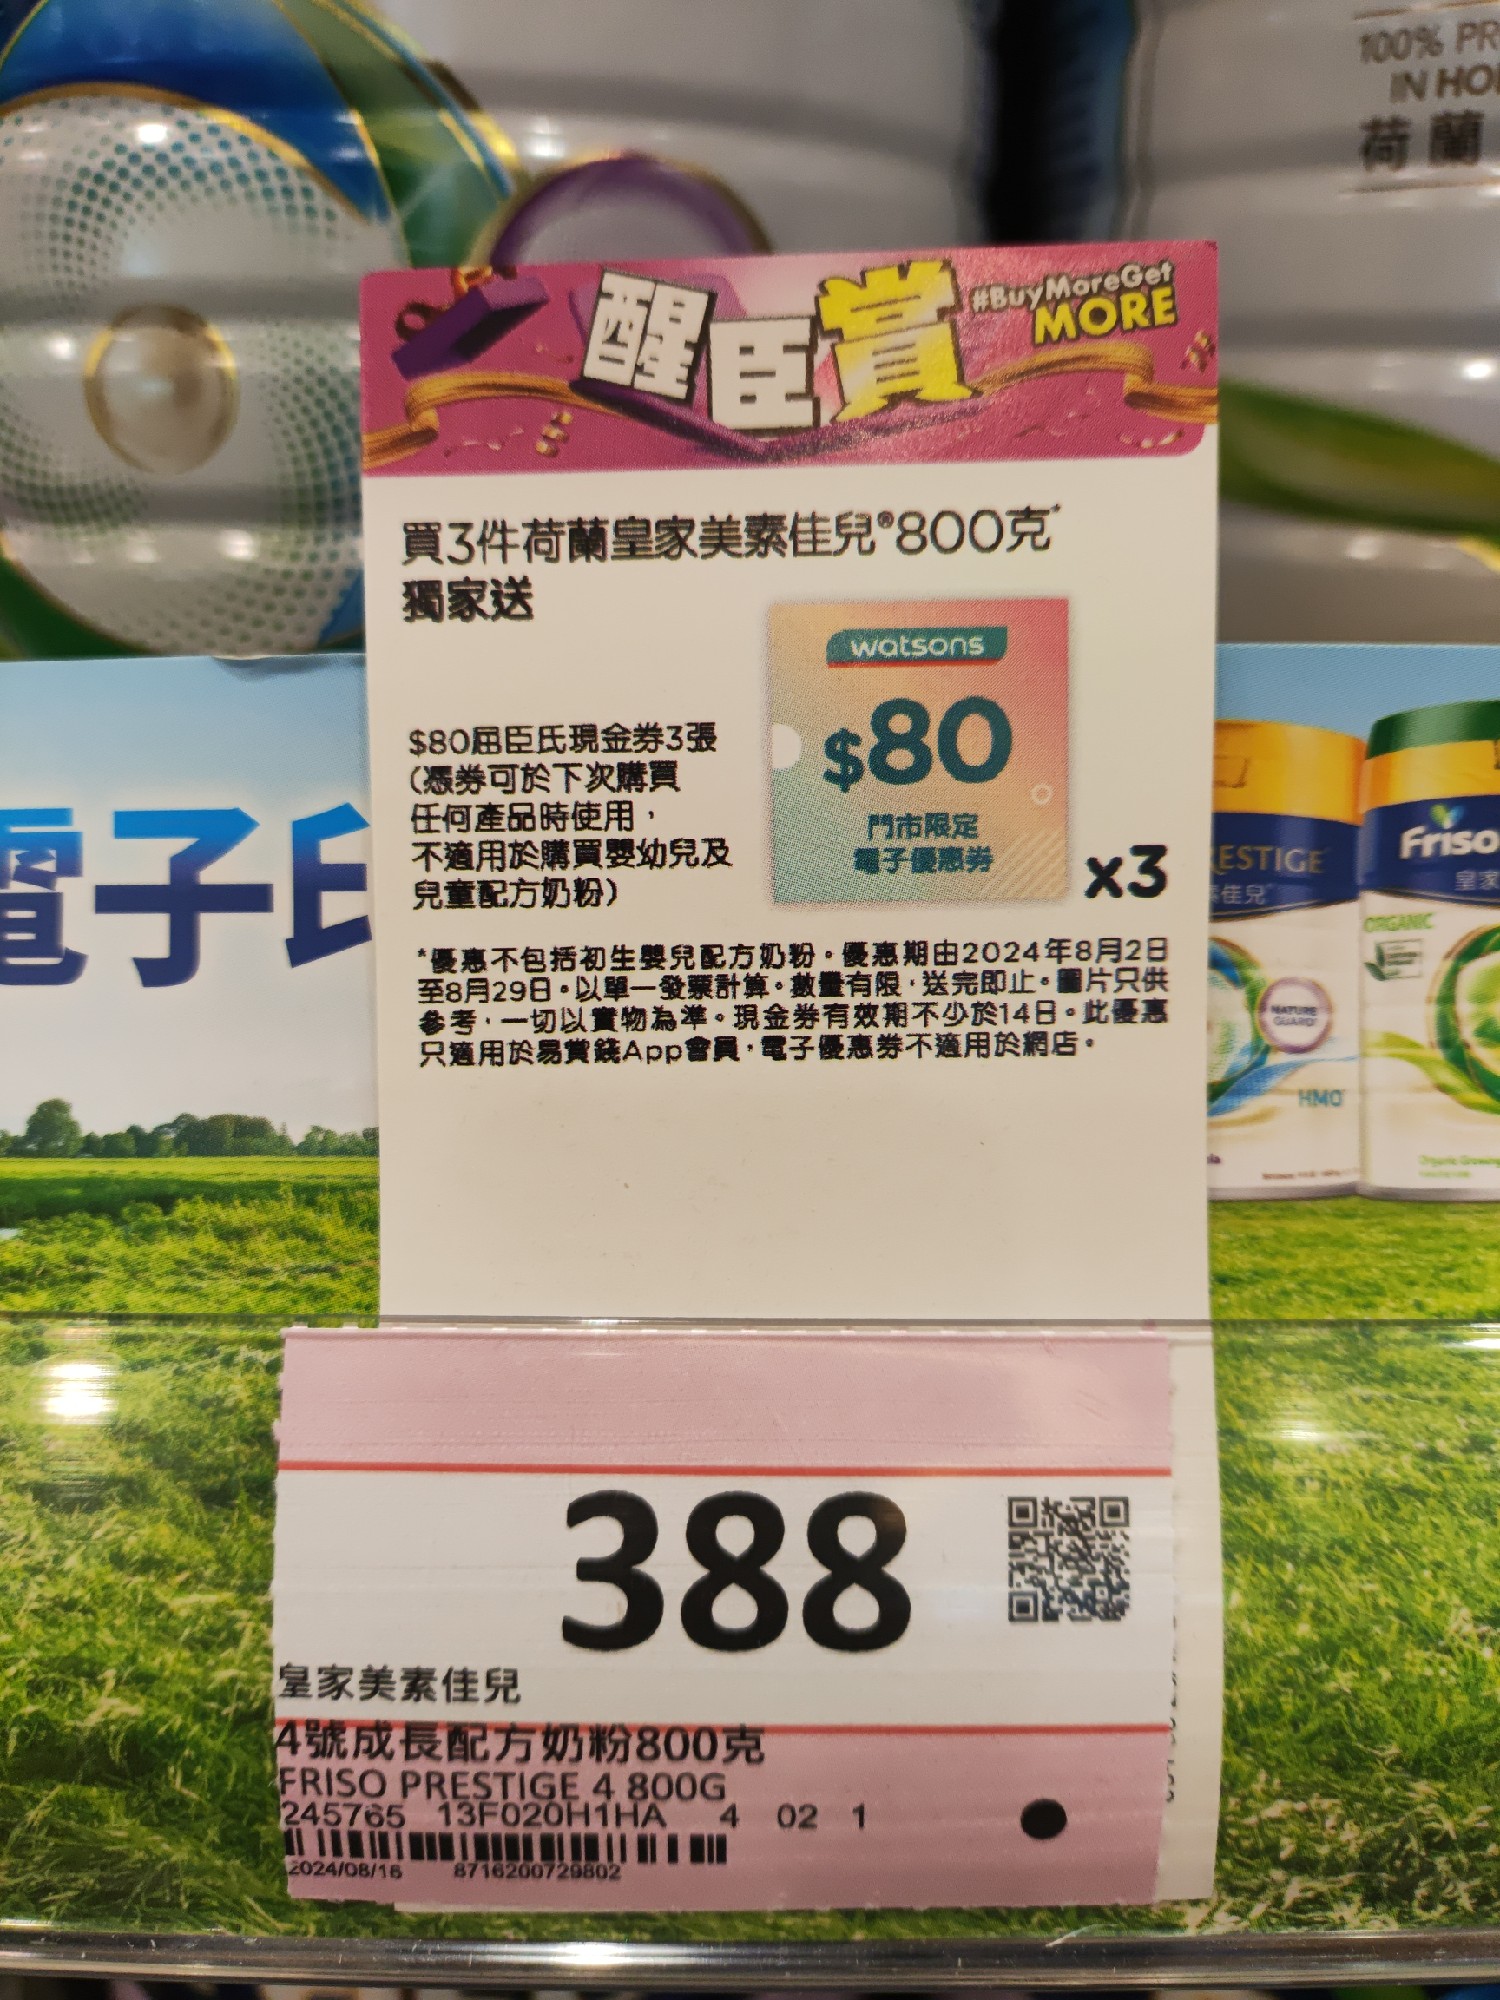 100% PR
IN HO
荷蘭
醒臣賞
#BuyMoreGet
MORE
買3件荷蘭皇家美素佳兒®800克*
獨家送
watsons
$80
門市限定
電子優惠券
x3
$80屈臣氏現金券3張
(憑券可於下次購買
任何產品時使用，
不適用於購買嬰幼兒及
兒童配方奶粉)
*優惠不包括初生嬰兒配方奶粉。優惠期由2024年8月2日
至8月29日。以單一發票計算。數量有限，送完即止。圖片只供
參考，一切以實物為準。現金券有效期不少於14日。此優惠
只適用於易賞錢App會員，電子優惠券不適用於網店。
電子印
ESTIGE
佳兒
NATURE
GUARD
HMO
Friso
皇家
ORGANIC
388
皇家美素佳兒
4號成長配方奶粉800克
FRISO PRESTIGE 4 800G
245765 13F020H1HA 4 02 1
2024/08/16 8716200729802